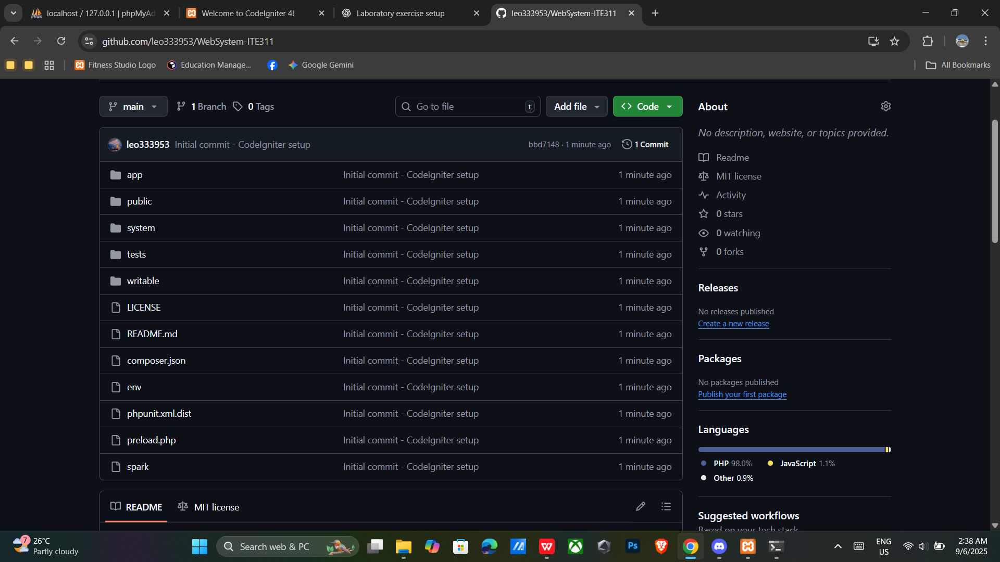 localhost / 127.0.0.1 | phpMyAd
Welcome to CodeIgniter 4!
Laboratory exercise setup
leo333953/WebSystem-ITE311
github.com/leo333953/WebSystem-ITE311
Fitness Studio Logo
Education Manage...
Google Gemini
All Bookmarks
main
1 Branch
0 Tags
Go to file
t
Add file
Code
leo333953 Initial commit - CodeIgniter setup
bbd7148 · 1 minute ago
1 Commit
app Initial commit - CodeIgniter setup 1 minute ago
public Initial commit - CodeIgniter setup 1 minute ago
system Initial commit - CodeIgniter setup 1 minute ago
tests Initial commit - CodeIgniter setup 1 minute ago
writable Initial commit - CodeIgniter setup 1 minute ago
LICENSE Initial commit - CodeIgniter setup 1 minute ago
README.md Initial commit - CodeIgniter setup 1 minute ago
composer.json Initial commit - CodeIgniter setup 1 minute ago
env Initial commit - CodeIgniter setup 1 minute ago
phpunit.xml.dist Initial commit - CodeIgniter setup 1 minute ago
preload.php Initial commit - CodeIgniter setup 1 minute ago
spark Initial commit - CodeIgniter setup 1 minute ago
README
MIT license
About
No description, website, or topics provided.
Readme
MIT license
Activity
0 stars
0 watching
0 forks
Releases
No releases published
Create a new release
Packages
No packages published
Publish your first package
Languages
PHP 98.0%
JavaScript 1.1%
Other 0.9%
Suggested workflows
Based on your tech stack
7
26°C
Partly cloudy
Search web & PC
Ps
ENG
US
2:38 AM
9/6/2025